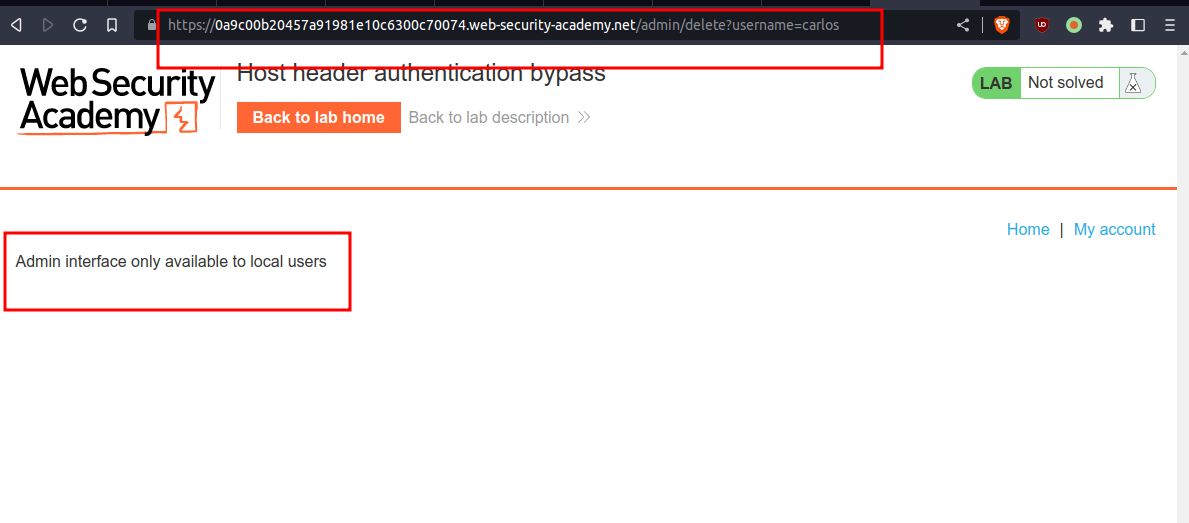 https://0a9c00b20457a91981e10c6300c70074.web-security-academy.net/admin/delete?username=carlos
Web Security
Academy
Host header authentication bypass
Back to lab home
Back to lab description
LAB
Not solved
Home | My account
Admin interface only available to local users